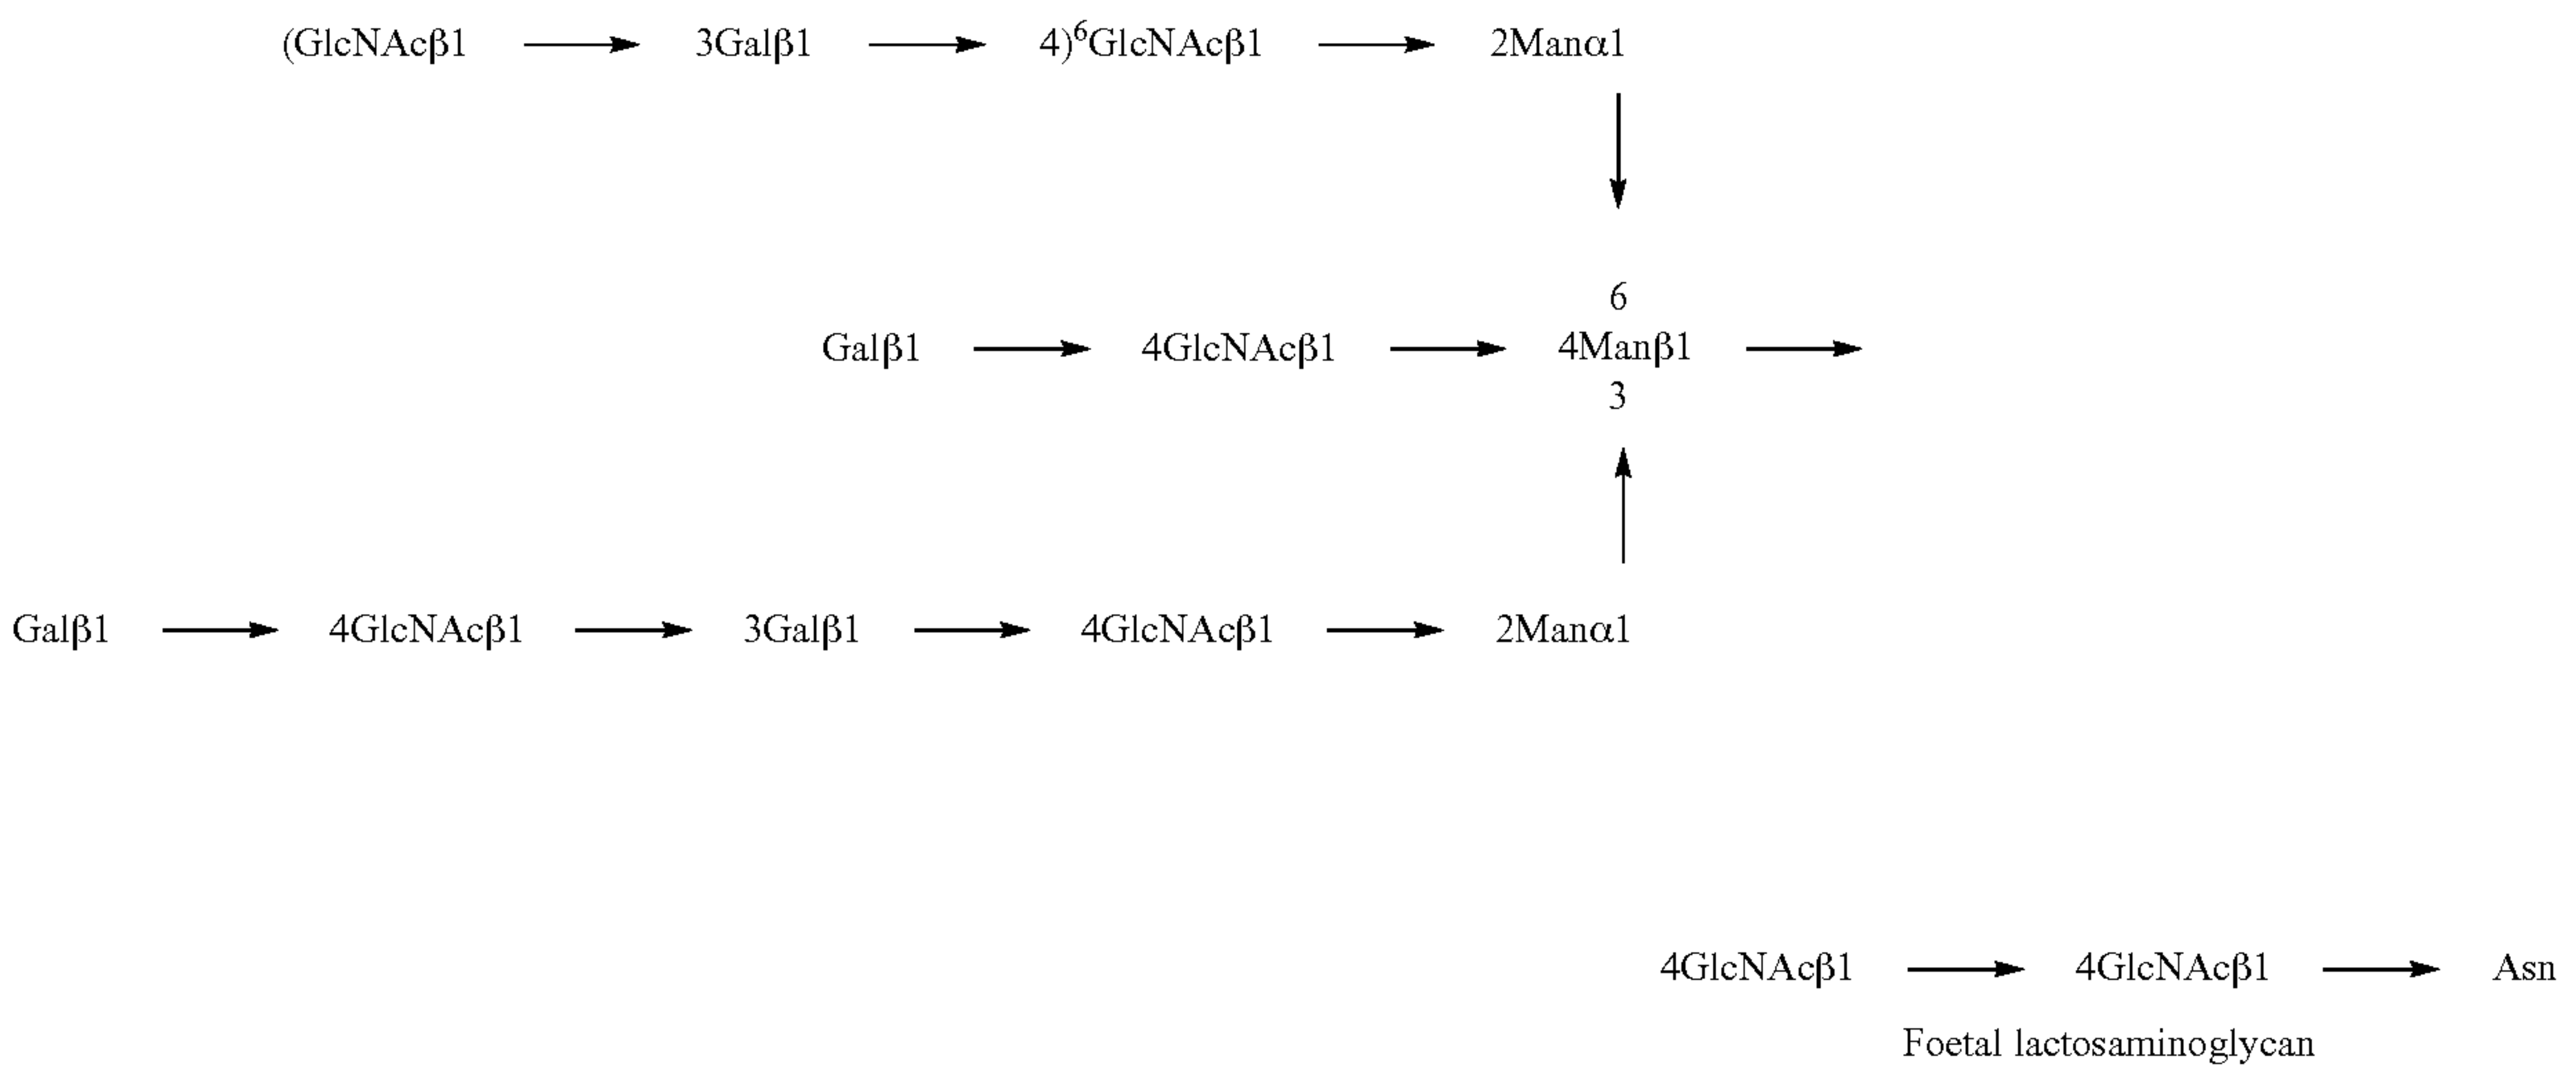 (GlcNAcβ1 → 3Galβ1 → 4)⁶GlcNAcβ1 → 2Manα1
6
Galβ1 → 4GlcNAcβ1 → 4Manβ1 →
3
Galβ1 → 4GlcNAcβ1 → 3Galβ1 → 4GlcNAcβ1 → 2Manα1
4GlcNAcβ1 → 4GlcNAcβ1 → Asn
Foetal lactosaminoglycan